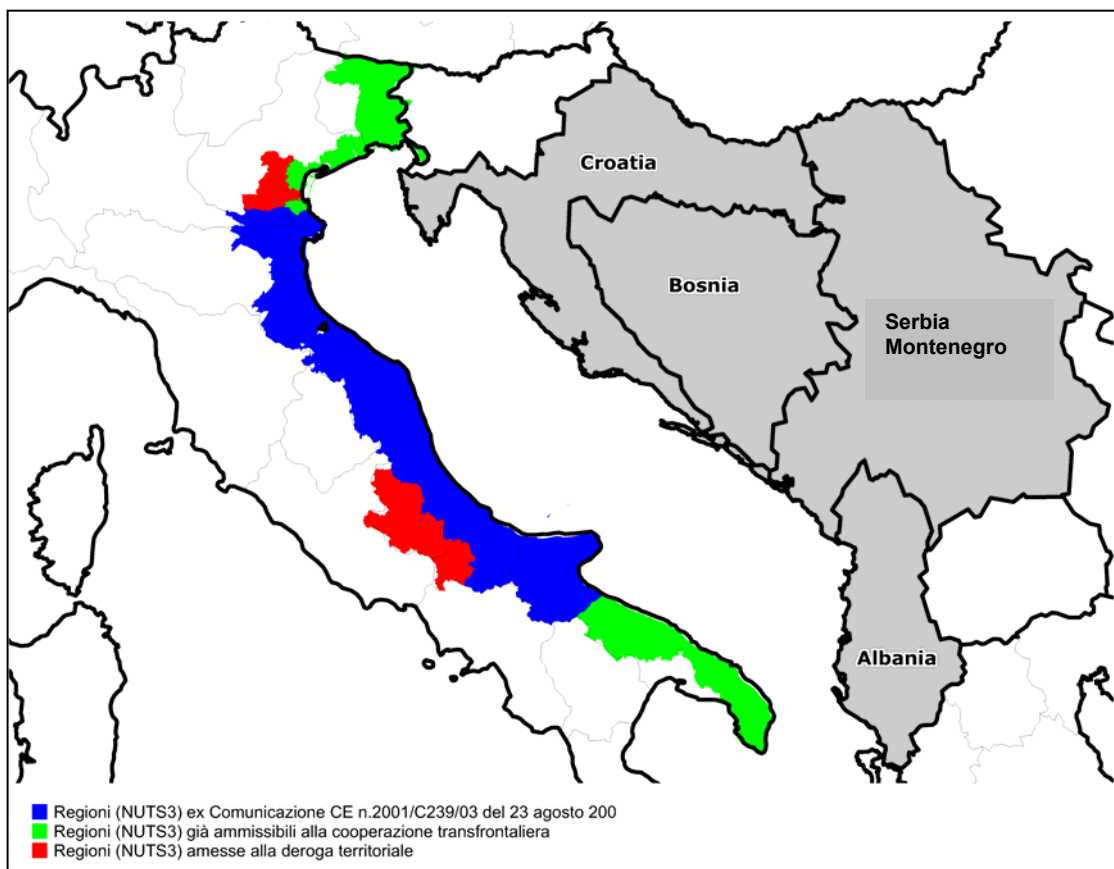 Croatia
Bosnia
Serbia
Montenegro
Albania
Regioni (NUTS3) ex Comunicazione CE n.2001/C239/03 del 23 agosto 200
Regioni (NUTS3) già ammissibili alla cooperazione transfrontaliera
Regioni (NUTS3) amesse alla deroga territoriale